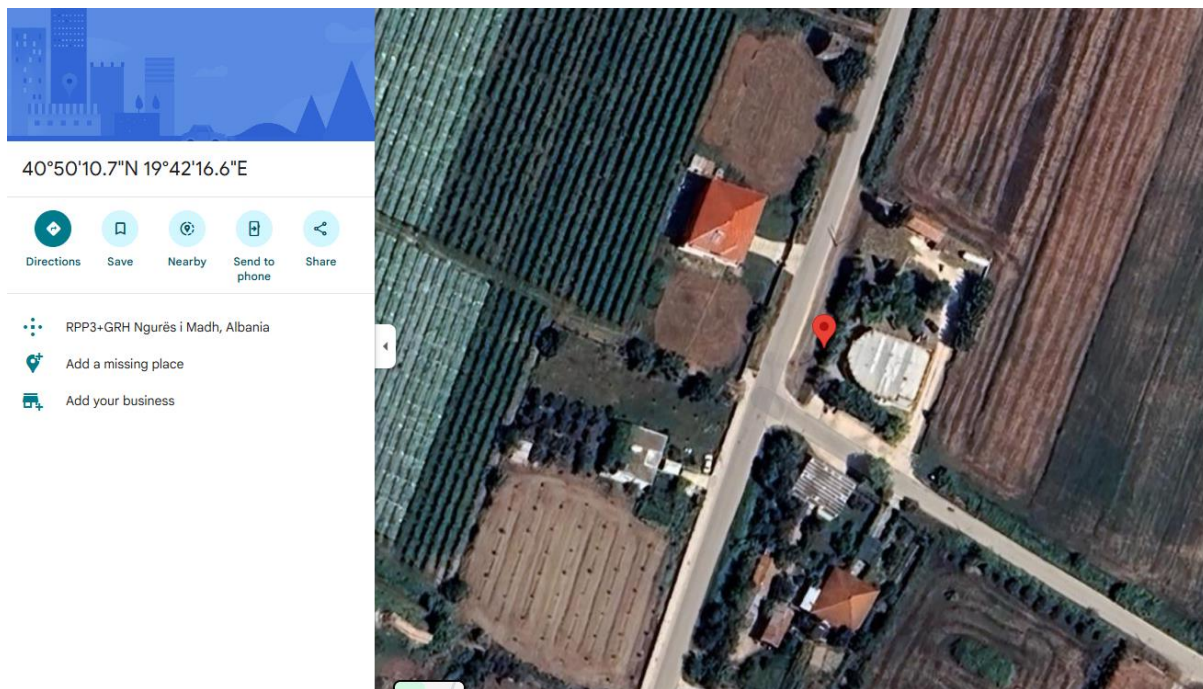 40°50'10.7"N 19°42'16.6"E
Directions
Save
Nearby
Send to
phone
Share
RPP3+GRH Ngurës i Madh, Albania
Add a missing place
Add your business